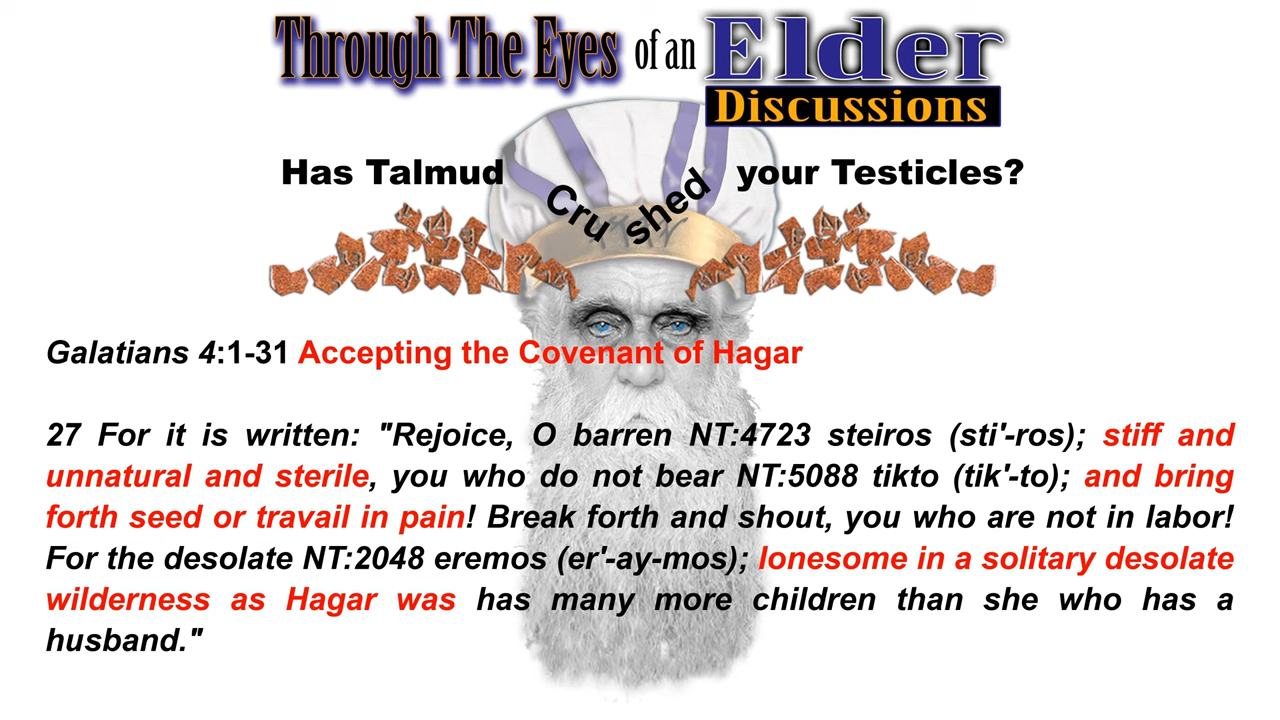 Through The Eyes of an Elder
Discussions
Has Talmud Crushed your Testicles?
Galatians 4:1-31 Accepting the Covenant of Hagar
27 For it is written: "Rejoice, O barren NT:4723 steiros (sti'-ros); stiff and
unnatural and sterile, you who do not bear NT:5088 tikto (tik'-to); and bring
forth seed or travail in pain! Break forth and shout, you who are not in labor!
For the desolate NT:2048 eremos (er'-ay-mos); lonesome in a solitary desolate
wilderness as Hagar was has many more children than she who has a
husband."